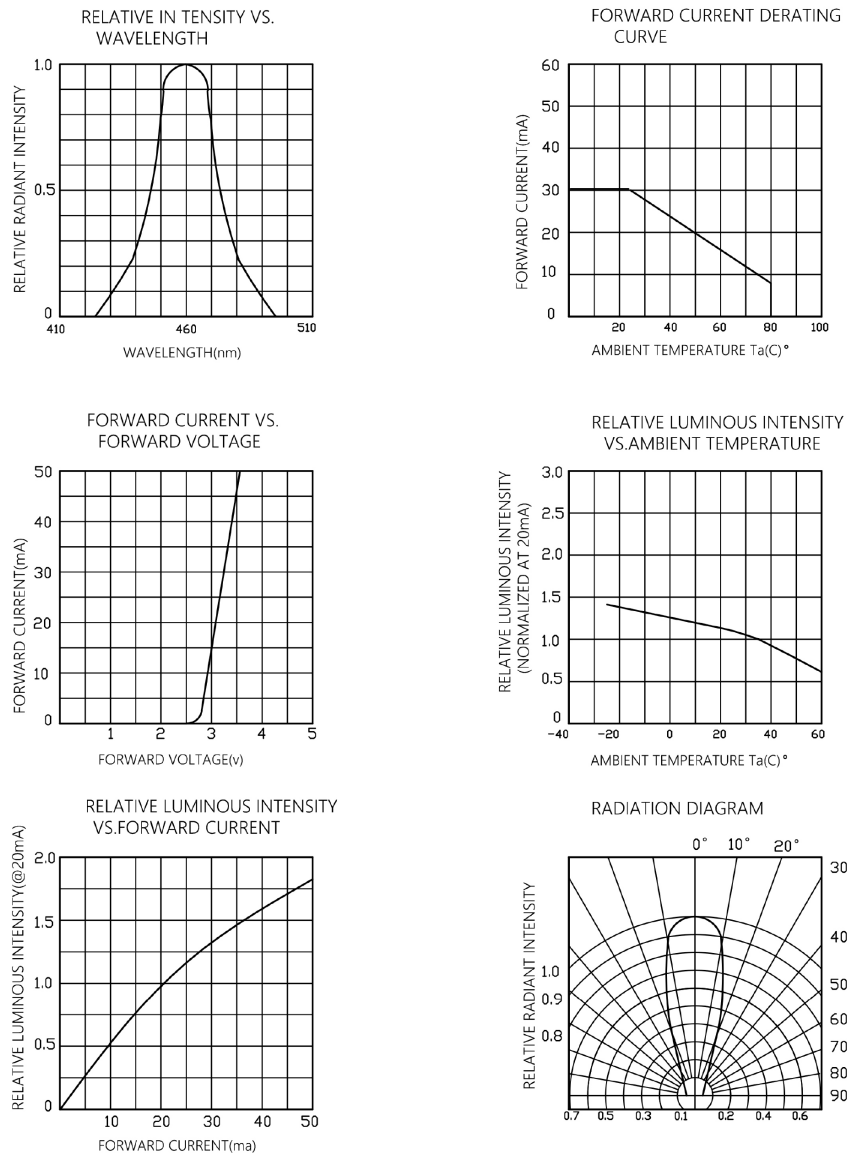 RELATIVE IN TENSITY VS.
WAVELENGTH
RELATIVE RADIANT INTENSITY
1.0
0.5
0
410
460
510
WAVELENGTH(nm)
FORWARD CURRENT DERATING
CURVE
FORWARD CURRENT(mA)
60
50
40
30
20
10
0
20
40
60
80
100
AMBIENT TEMPERATURE Ta(C)°
FORWARD CURRENT VS.
FORWARD VOLTAGE
FORWARD CURRENT(mA)
50
40
30
20
10
0
1
2
3
4
5
FORWARD VOLTAGE(v)
RELATIVE LUMINOUS INTENSITY
VS.AMBIENT TEMPERATURE
RELATIVE LUMINOUS INTENSITY
(NORMALIZED AT 20mA)
3.0
2.5
2.0
1.5
1.0
0.5
0
-40
-20
0
20
40
60
AMBIENT TEMPERATURE Ta(C)°
RELATIVE LUMINOUS INTENSITY
VS.FORWARD CURRENT
RELATIVE LUMINOUS INTENSITY(@20mA)
2.0
1.5
1.0
0.5
0
10
20
30
40
50
FORWARD CURRENT(ma)
RADIATION DIAGRAM
0° 10° 20°
RELATIVE RADIANT INTENSITY
30
40
50
60
70
80
90
1.0
0.9
0.8
0.7 0.5 0.3 0.1 0.2 0.4 0.6